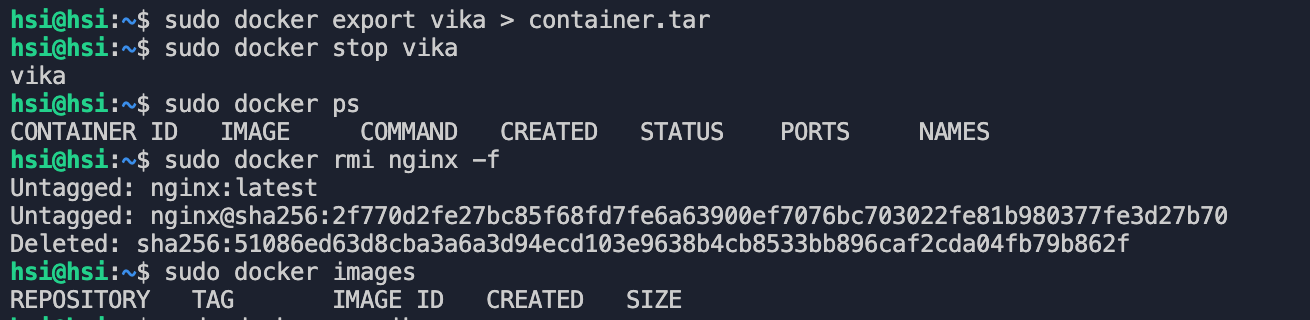 hsi@hsi:~$ sudo docker export vika > container.tar
hsi@hsi:~$ sudo docker stop vika
vika
hsi@hsi:~$ sudo docker ps
CONTAINER ID   IMAGE     COMMAND   CREATED   STATUS    PORTS     NAMES
hsi@hsi:~$ sudo docker rmi nginx -f
Untagged: nginx:latest
Untagged: nginx@sha256:2f770d2fe27bc85f68fd7fe6a63900ef7076bc703022fe81b980377fe3d27b70
Deleted: sha256:51086ed63d8cba3a6a3d94ecd103e9638b4cb8533bb896caf2cda04fb79b862f
hsi@hsi:~$ sudo docker images
REPOSITORY   TAG       IMAGE ID   CREATED   SIZE